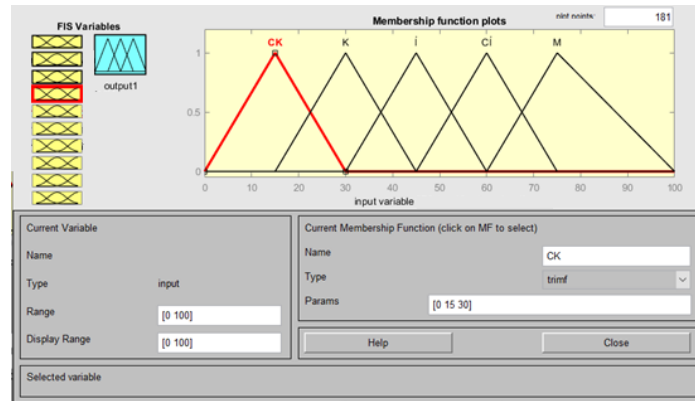 FIS Variables
output1
Membership function plots
plot points:
181
CK
K
İ
Cİ
M
1
0.5
0
0 10 20 30 40 50 60 70 80 90 100
input variable
Current Variable
Name
Type input
Range [0 100]
Display Range [0 100]
Current Membership Function (click on MF to select)
Name CK
Type trimf
Params [0 15 30]
Help Close
Selected variable